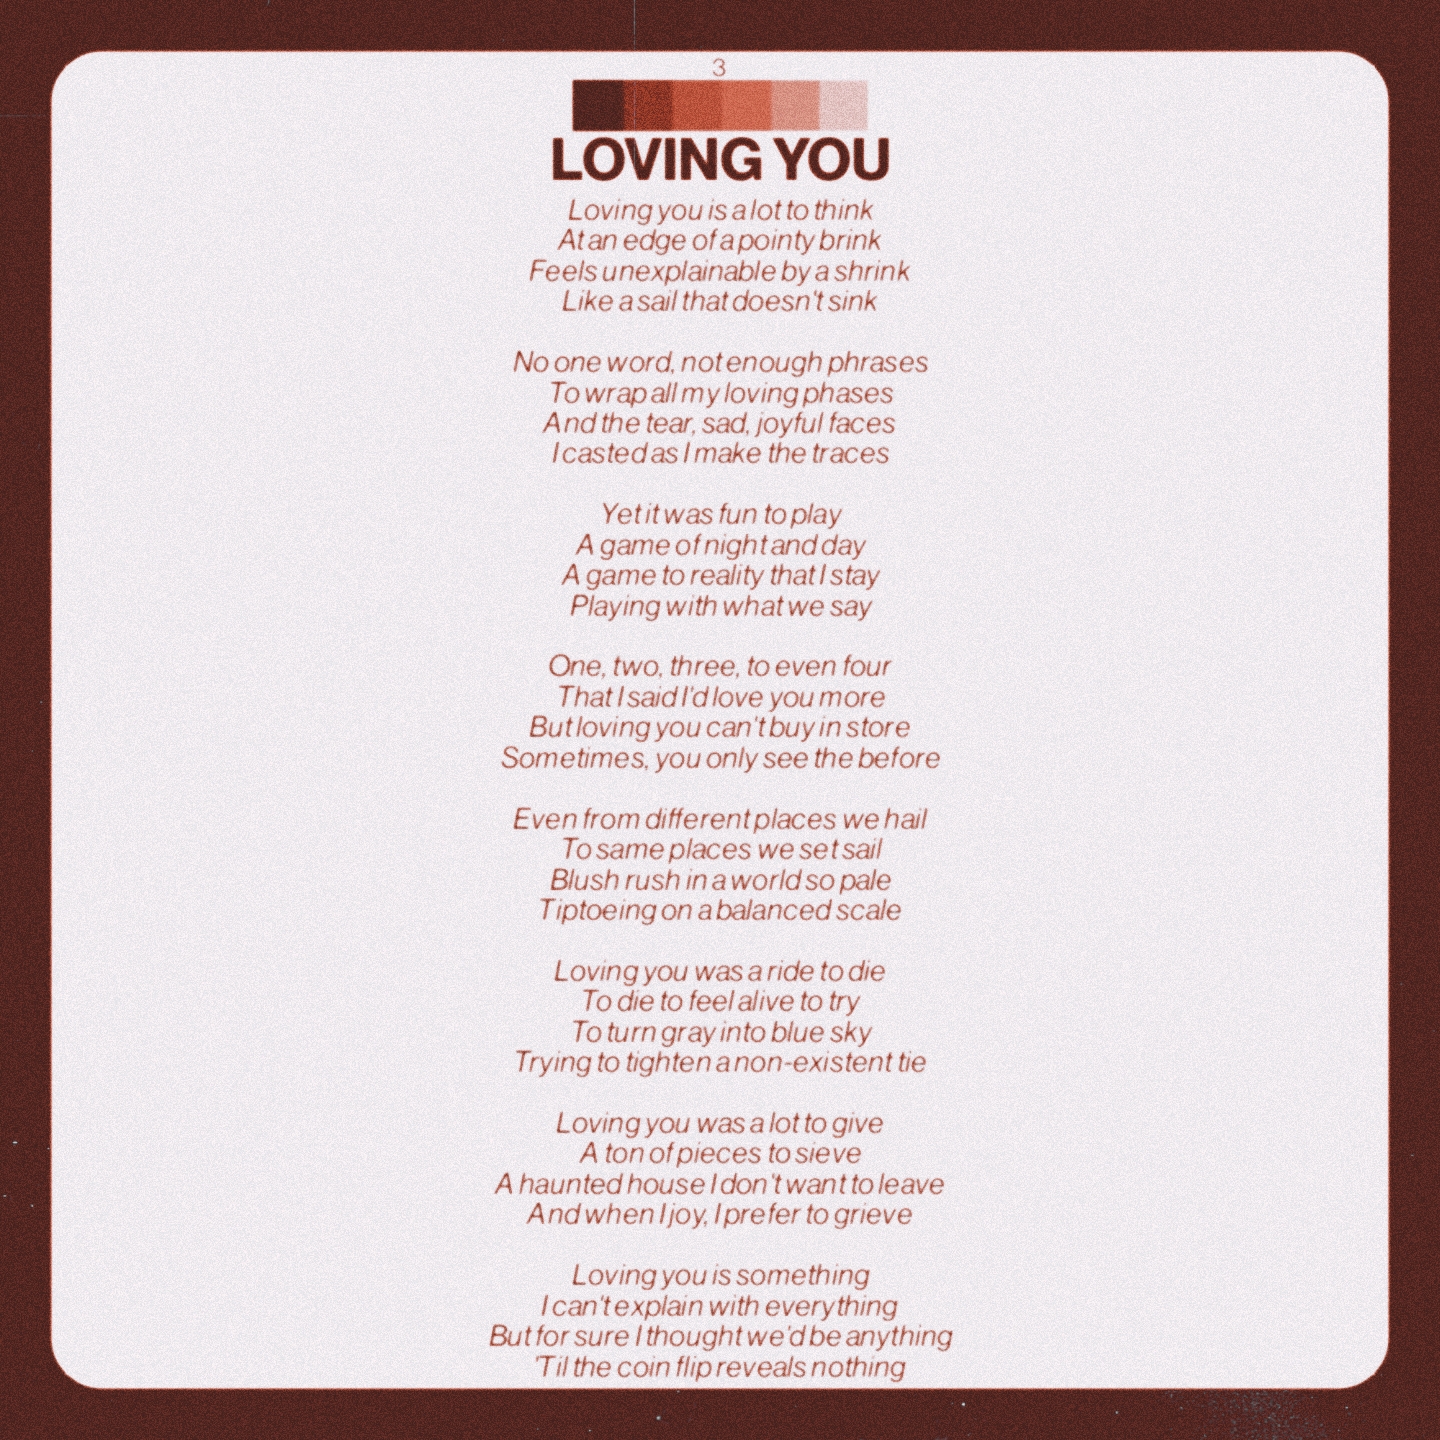 3
LOVING YOU
Loving you is a lot to think
At an edge of a pointy brink
Feels unexplainable by a shrink
Like a sail that doesn't sink
No one word, not enough phrases
To wrap all my loving phases
And the tear, sad, joyful faces
I casted as I make the traces
Yet it was fun to play
A game of night and day
A game to reality that I stay
Playing with what we say
One, two, three, to even four
That I said I'd love you more
But loving you can't buy in store
Sometimes, you only see the before
Even from different places we hail
To same places we set sail
Blush rush in a world so pale
Tiptoeing on a balanced scale
Loving you was a ride to die
To die to feel alive to try
To turn gray into blue sky
Trying to tighten a non-existent tie
Loving you was a lot to give
A ton of pieces to sieve
A haunted house I don't want to leave
And when I joy, I prefer to grieve
Loving you is something
I can't explain with everything
But for sure I thought we'd be anything
'Til the coin flip reveals nothing